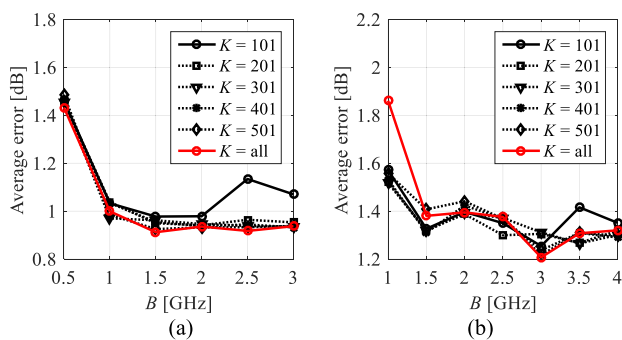 1.8
1.6
1.4
1.2
1
0.8
Average error [dB]
K = 101
K = 201
K = 301
K = 401
K = 501
K = all
0.5 1 1.5 2 2.5 3
B [GHz]
(a)
2.2
2
1.8
1.6
1.4
1.2
Average error [dB]
K = 101
K = 201
K = 301
K = 401
K = 501
K = all
1 1.5 2 2.5 3 3.5 4
B [GHz]
(b)